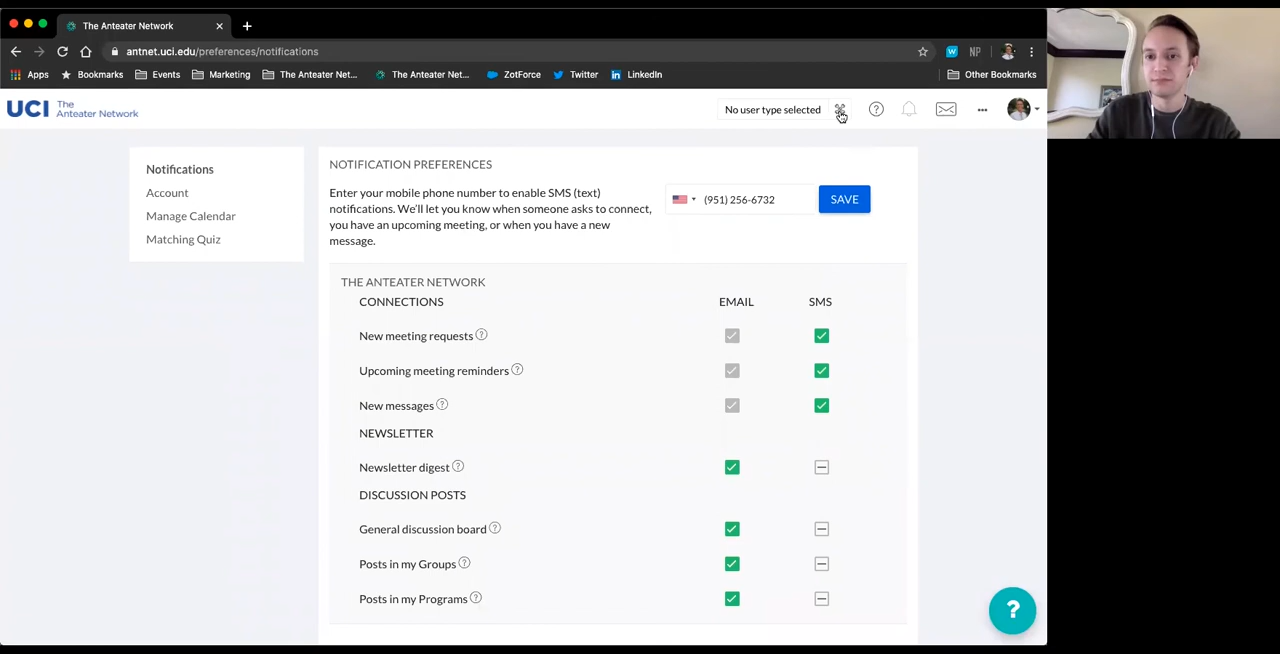 The Anteater Network
antnet.uci.edu/preferences/notifications
W
NP
Apps
Bookmarks
Events
Marketing
The Anteater Net...
The Anteater Net...
ZotForce
Twitter
in LinkedIn
Other Bookmarks
UCI The
Anteater Network
No user type selected
?
Notifications
Account
Manage Calendar
Matching Quiz
NOTIFICATION PREFERENCES
Enter your mobile phone number to enable SMS (text)
notifications. We'll let you know when someone asks to connect,
you have an upcoming meeting, or when you have a new
message.
(951) 256-6732
SAVE
THE ANTEATER NETWORK
CONNECTIONS
EMAIL
SMS
New meeting requests ?
Upcoming meeting reminders ?
New messages ?
NEWSLETTER
Newsletter digest ?
DISCUSSION POSTS
General discussion board ?
Posts in my Groups ?
Posts in my Programs ?
?